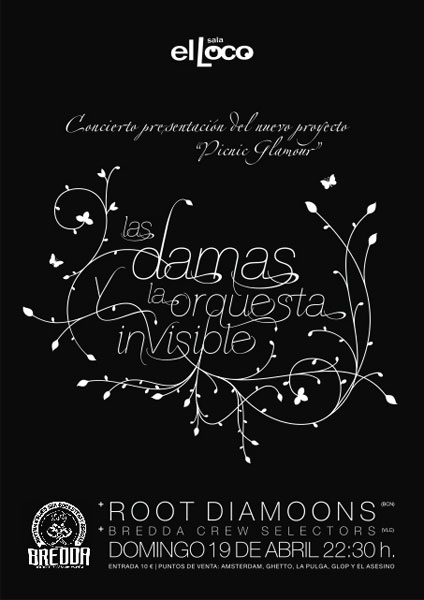 sala
elLoco
Concierto presentación del nuevo proyecto
"Picnic Glamour"
las
damas
y la orquesta
invisible
+ ROOT DIAMOONS (BCN)
+ BREDDA CREW SELECTORS (VLC)
BREDDA
DOMINGO 19 DE ABRIL 22:30 h.
ENTRADA 10 € | PUNTOS DE VENTA: AMSTERDAM, GHETTO, LA PULGA, GLOP Y EL ASESINO